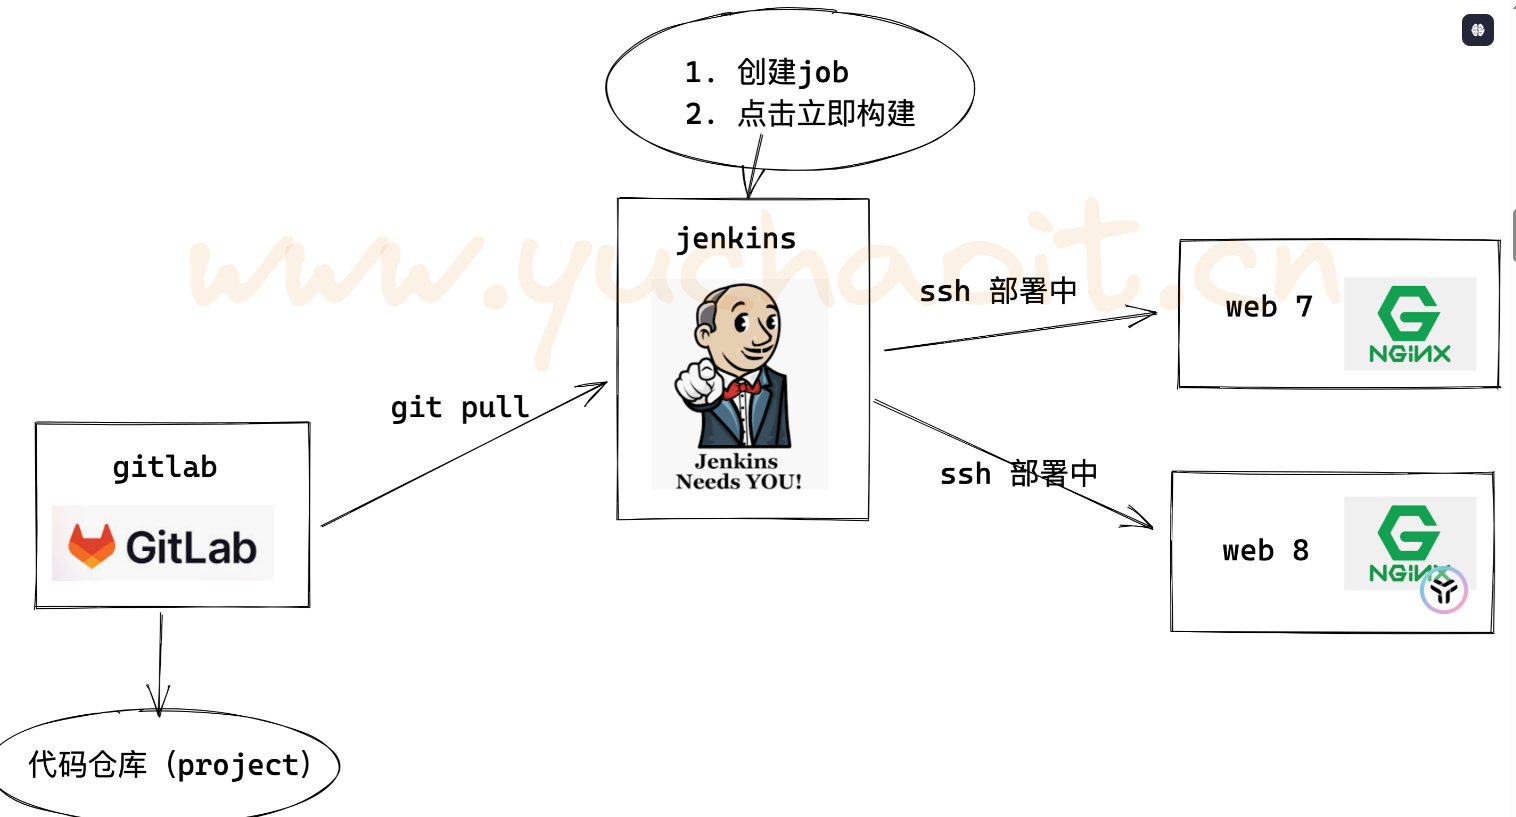 1. 创建job
2. 点击立即构建
jenkins
www.yuchaoit.cn
ssh 部署中
web 7
NGINX
Jenkins
Needs YOU!
git pull
gitlab
GitLab
ssh 部署中
web 8
NGINX
代码仓库（project）